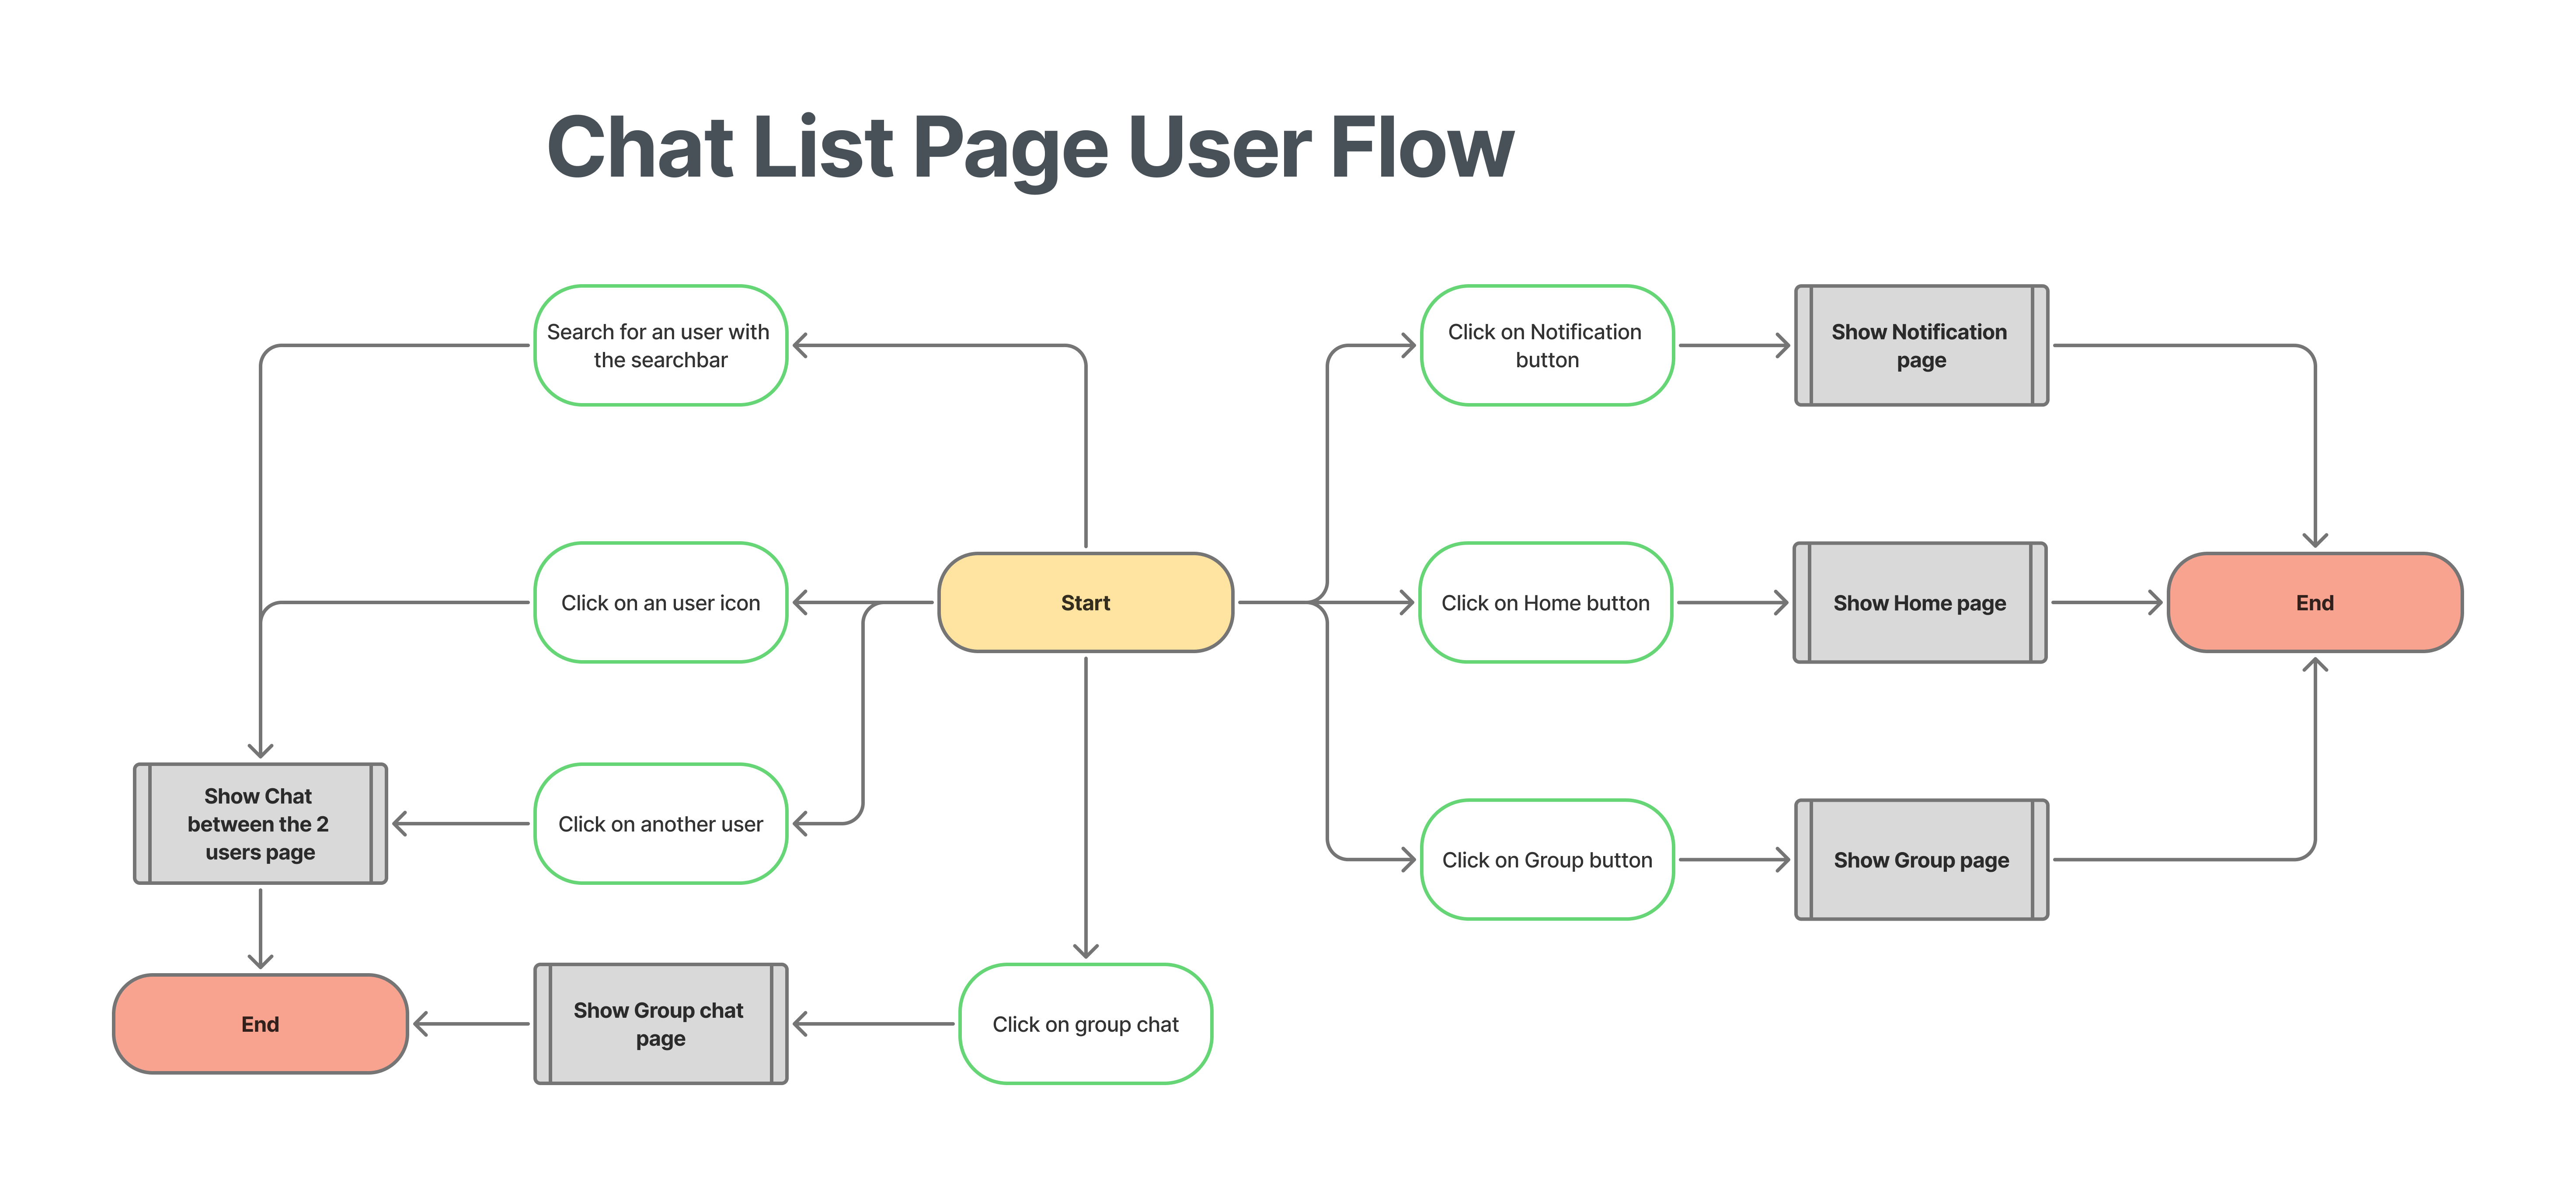 Chat List Page User Flow
Search for an user with
the searchbar
Click on Notification
button
Show Notification
page
Click on an user icon
Start
Click on Home button
Show Home page
End
Show Chat
between the 2
users page
Click on another user
Click on Group button
Show Group page
End
Show Group chat
page
Click on group chat